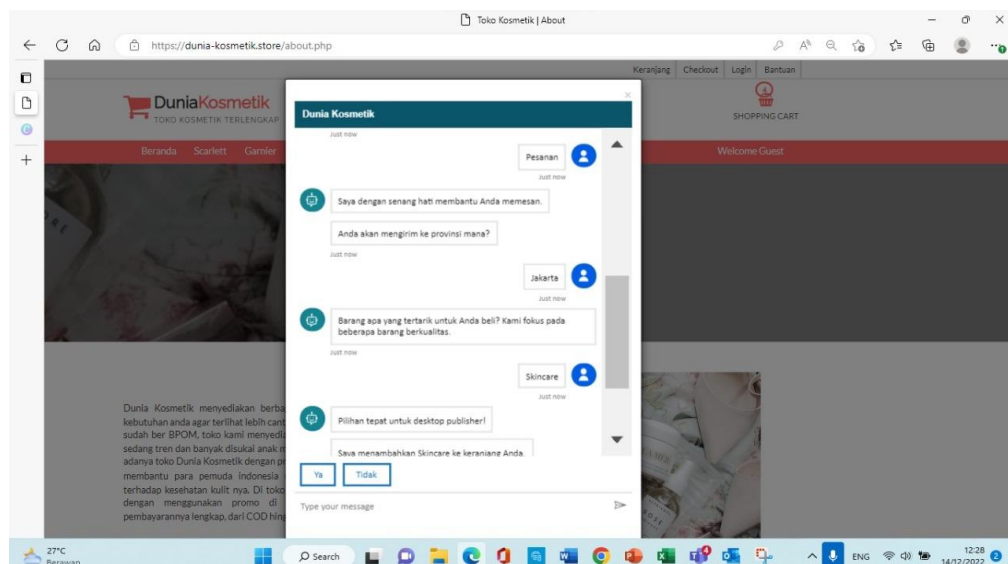 Toko Kosmetik | About
https://dunia-kosmetik.store/about.php
Keranjang Checkout Login Bantuan
DuniaKosmetik
TOKO KOSMETIK TERLENGKAP
SHOPPING CART
Beranda Scarlett Garnier
Welcome Guest
Dunia Kosmetik
Just now
Pesanan
Just now
Saya dengan senang hati membantu Anda memesan.
Anda akan mengirim ke provinsi mana?
Just now
Jakarta
Just now
Barang apa yang tertarik untuk Anda beli? Kami fokus pada
beberapa barang berkualitas.
Just now
Skincare
Just now
Pilihan tepat untuk desktop publisher!
Saya menambahkan Skincare ke keranjang Anda.
Ya Tidak
Type your message
Dunia Kosmetik menyediakan berba
kebutuhan anda agar terlihat lebih cant
sudah ber BPOM, toko kami menyedia
sedang tren dan banyak disukai anak m
adanya toko Dunia Kosmetik dengan pr
membantu para pemuda indonesia
terhadap kesehatan kulit nya. Di toko
dengan menggunakan promo di
pembayarannya lengkap, dari COD hing
27°C
Berawan
Search
ENG
12:28
14/12/2022